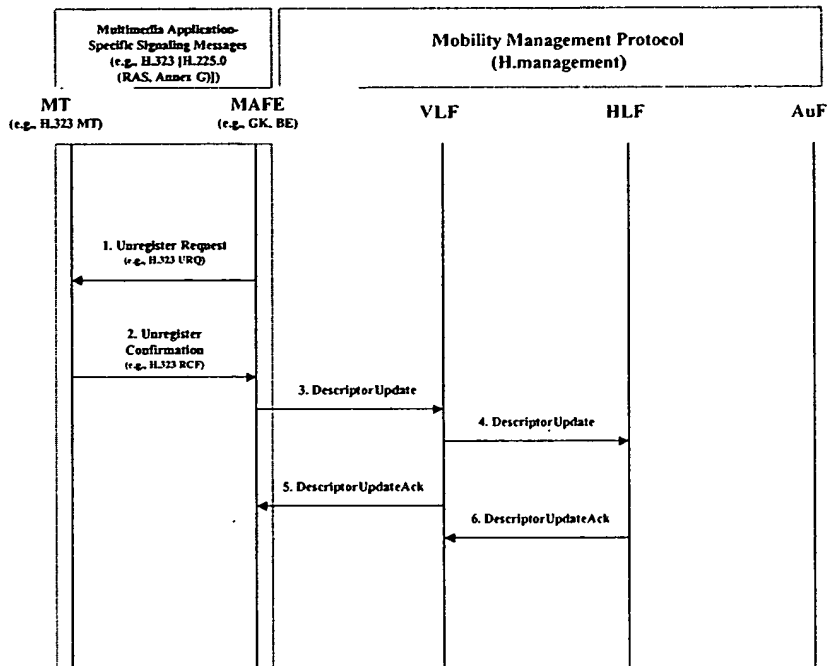 Multimedia Application-
Specific Signaling Messages
(e.g., H.323 [H.225.0
(RAS, Annex G)])
Mobility Management Protocol
(H.management)
MT
(e.g., H.323 MT)
MAFE
(e.g., GK, BE)
VLF
HLF
AuF
1. Unregister Request
(e.g., H.323 URQ)
2. Unregister
Confirmation
(e.g., H.323 RCF)
3. DescriptorUpdate
4. DescriptorUpdate
5. DescriptorUpdateAck
6. DescriptorUpdateAck